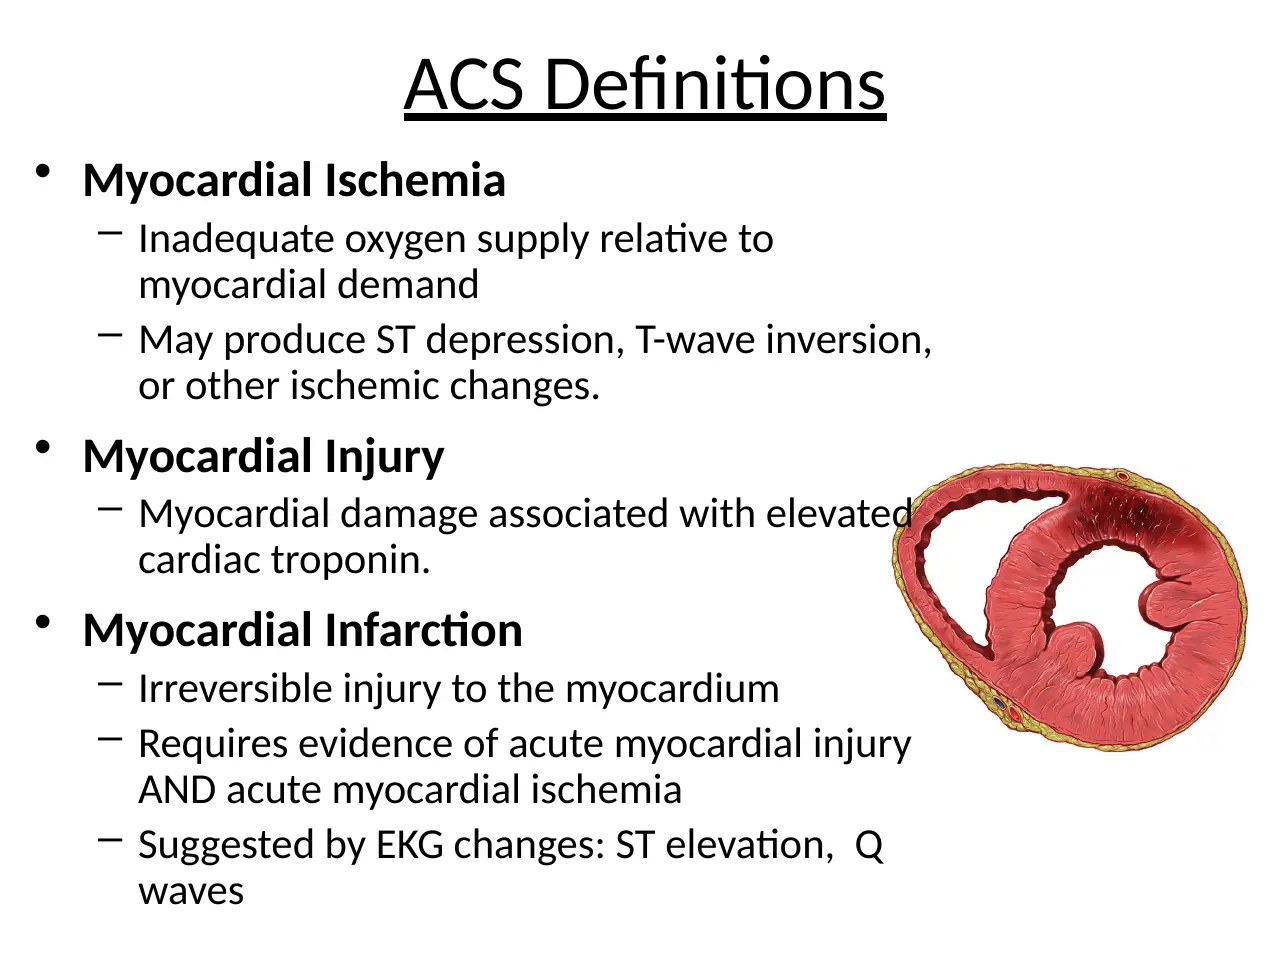 ACS Definitions
• Myocardial Ischemia
– Inadequate oxygen supply relative to
myocardial demand
– May produce ST depression, T-wave inversion,
or other ischemic changes.
• Myocardial Injury
– Myocardial damage associated with elevated
cardiac troponin.
• Myocardial Infarction
– Irreversible injury to the myocardium
– Requires evidence of acute myocardial injury
AND acute myocardial ischemia
– Suggested by EKG changes: ST elevation,  Q
waves